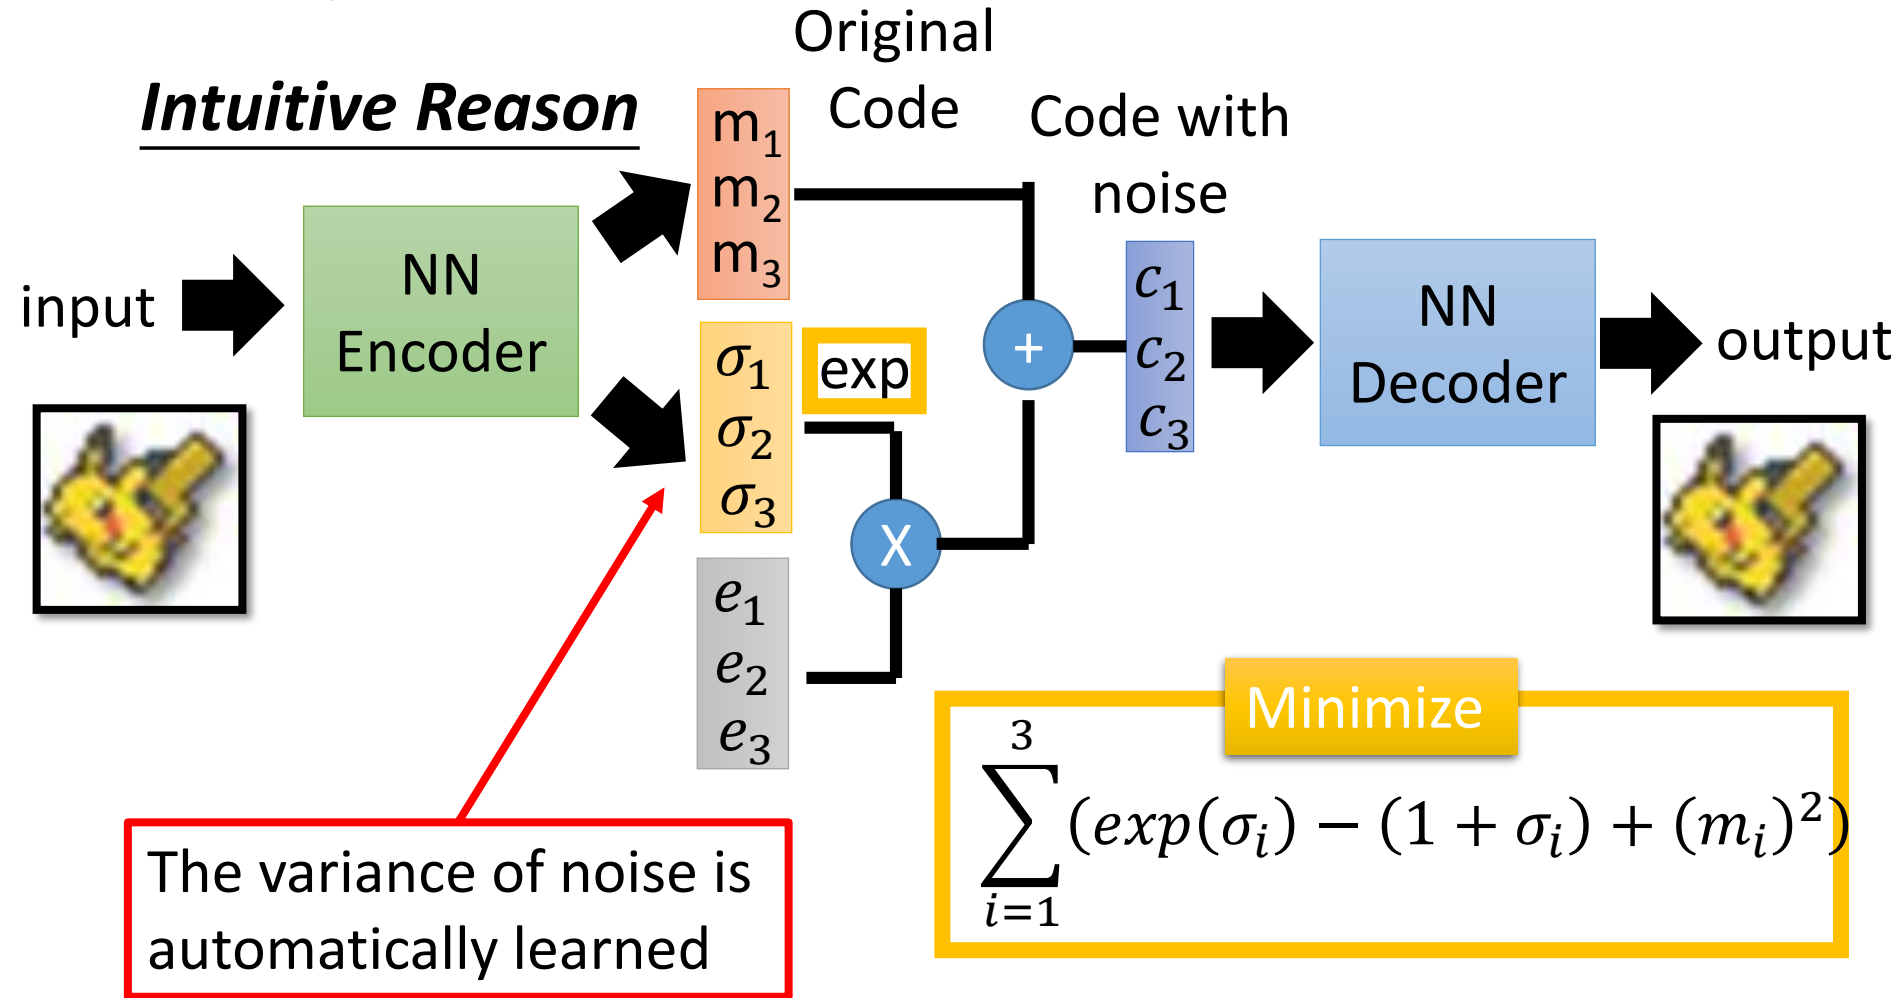 Intuitive Reason
Original
Code
Code with
noise
input
NN
Encoder
m₁
m₂
m₃
σ₁
σ₂
σ₃
exp
e₁
e₂
e₃
X
+
c₁
c₂
c₃
NN
Decoder
output
The variance of noise is
automatically learned
Minimize
∑_{i=1}^{3} (exp(σᵢ) − (1 + σᵢ) + (mᵢ)²)